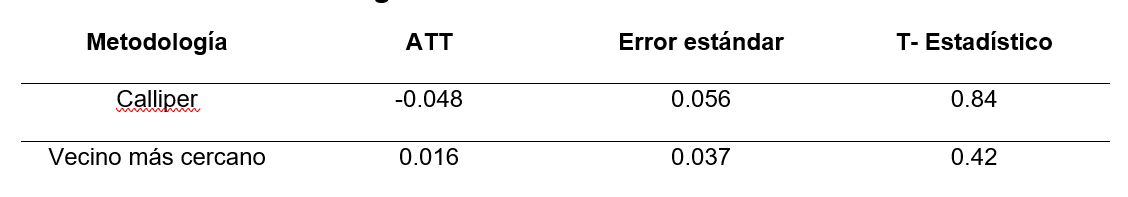 Metodología ATT Error estándar T- Estadístico
Calliper -0.048 0.056 0.84
Vecino más cercano 0.016 0.037 0.42